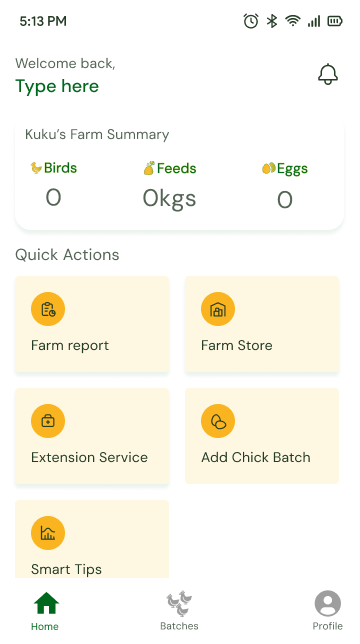 5:13 PM
Welcome back,
Type here
Kuku’s Farm Summary
Birds Feeds Eggs
0 0kgs 0
Quick Actions
Farm report Farm Store
Extension Service Add Chick Batch
Smart Tips
Home Batches Profile